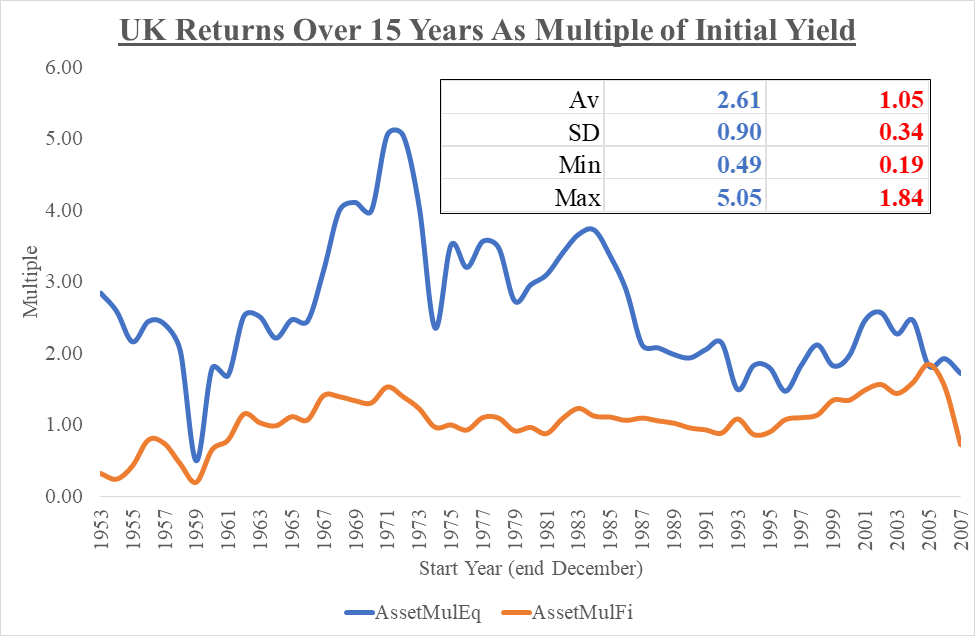 UK Returns Over 15 Years As Multiple of Initial Yield
6.00
5.00
4.00
3.00
2.00
1.00
0.00
Multiple
Av 2.61 1.05
SD 0.90 0.34
Min 0.49 0.19
Max 5.05 1.84
1953 1955 1957 1959 1961 1963 1965 1967 1969 1971 1973 1975 1977 1979 1981 1983 1985 1987 1989 1991 1993 1995 1997 1999 2001 2003 2005 2007
Start Year (end December)
AssetMulEq AssetMulFi